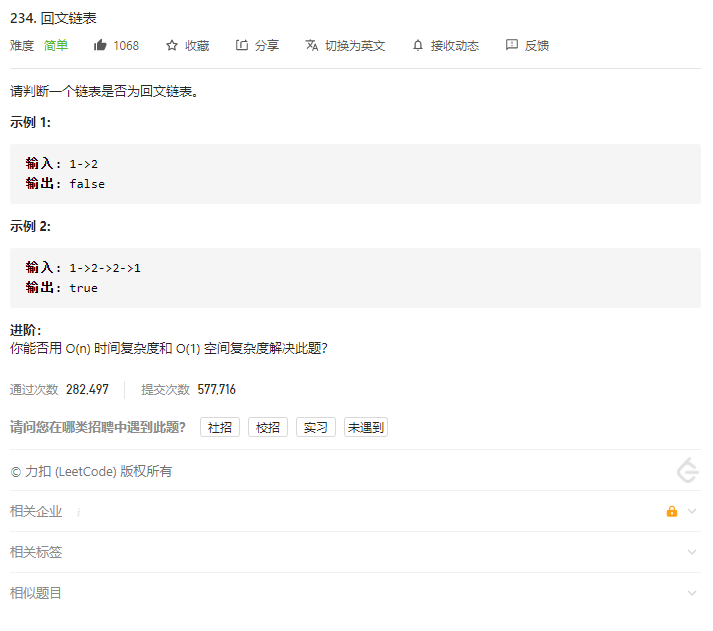 234. 回文链表
难度 简单 1068 收藏 分享 切换为英文 接收动态 反馈
请判断一个链表是否为回文链表。
示例 1:
输入: 1->2
输出: false
示例 2:
输入: 1->2->2->1
输出: true
进阶：
你能否用 O(n) 时间复杂度和 O(1) 空间复杂度解决此题？
通过次数 282,497 提交次数 577,716
请问您在哪类招聘中遇到此题？ 社招 校招 实习 未遇到
© 力扣 (LeetCode) 版权所有
相关企业 i
相关标签
相似题目